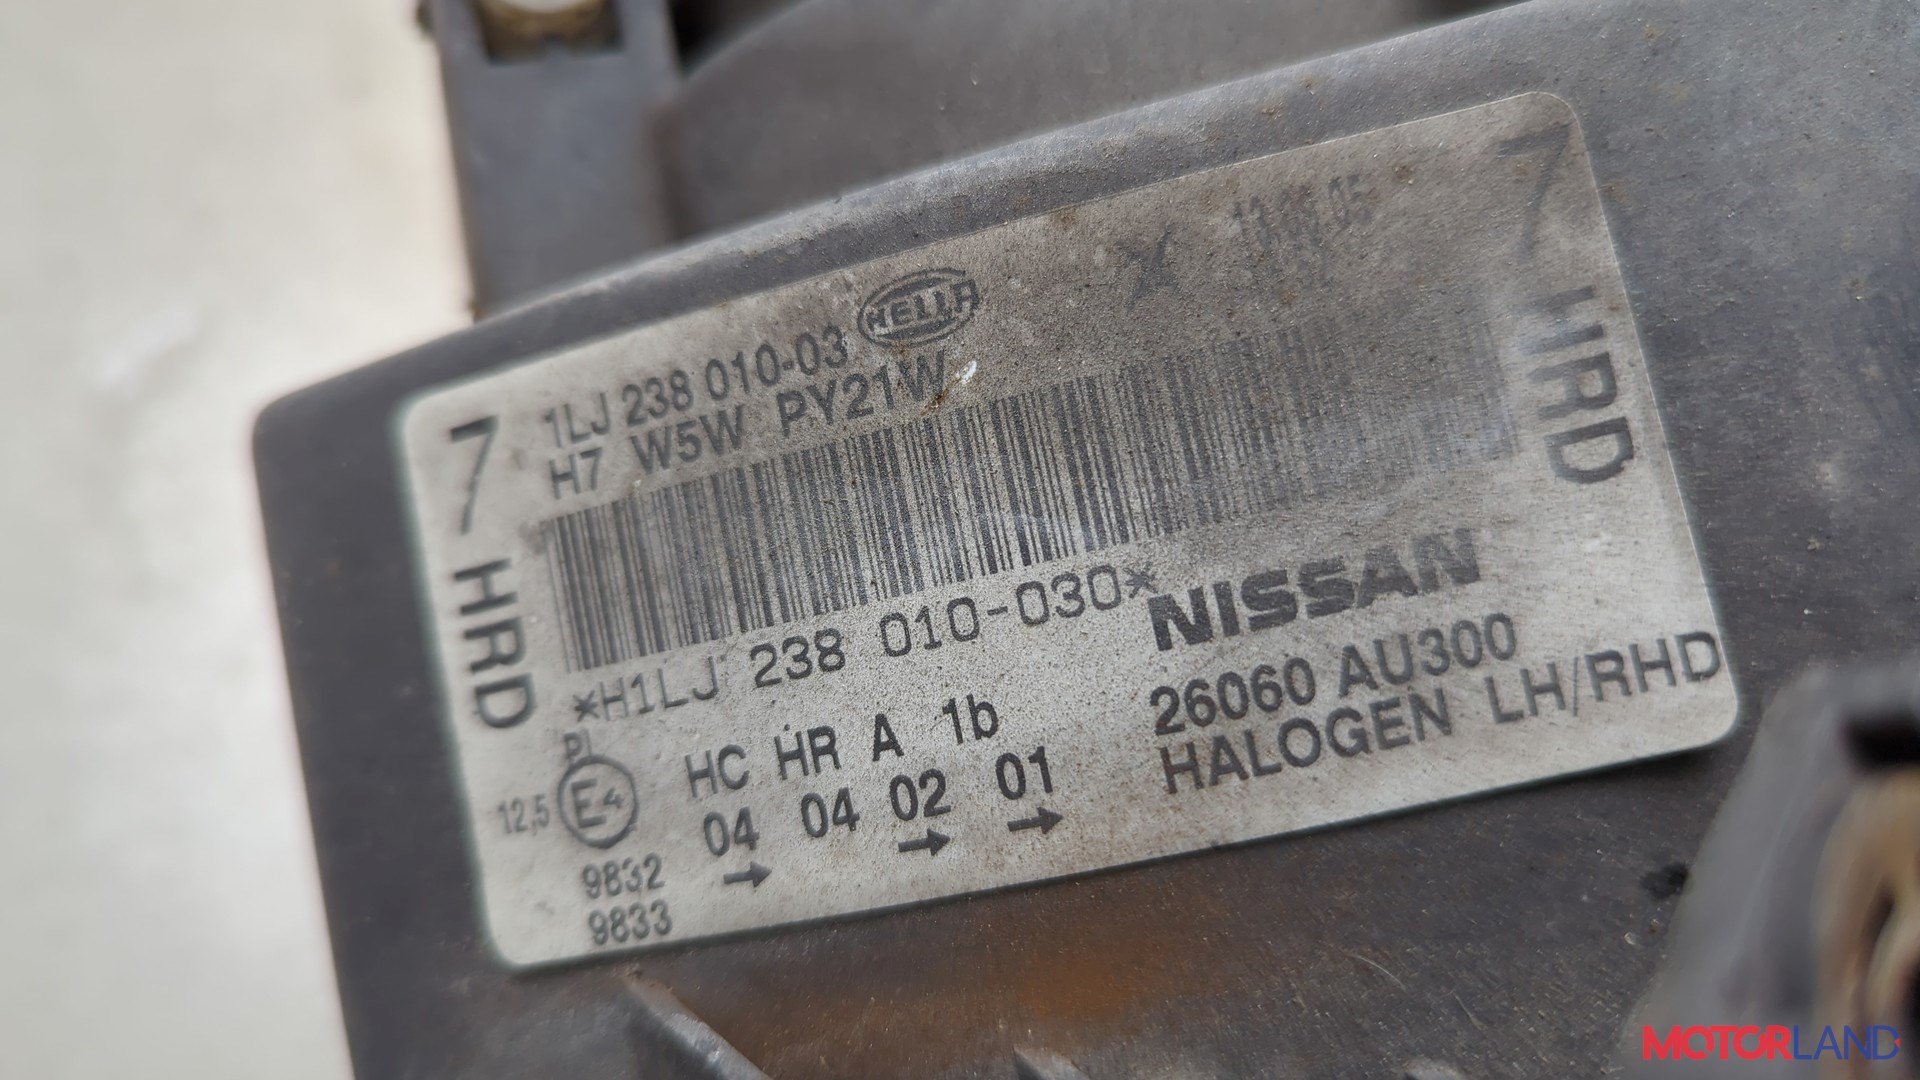 7 HRD
1LJ 238 010-03 HELLA
H7 W5W PY21W
*H1LJ 238 010-030*
NISSAN
26060 AU300
HALOGEN LH/RHD
PL
HC HR A 1b
12,5 E4
04 04 02 01
→ → →
9832
9833
X
7 HRD
MOTORLAND